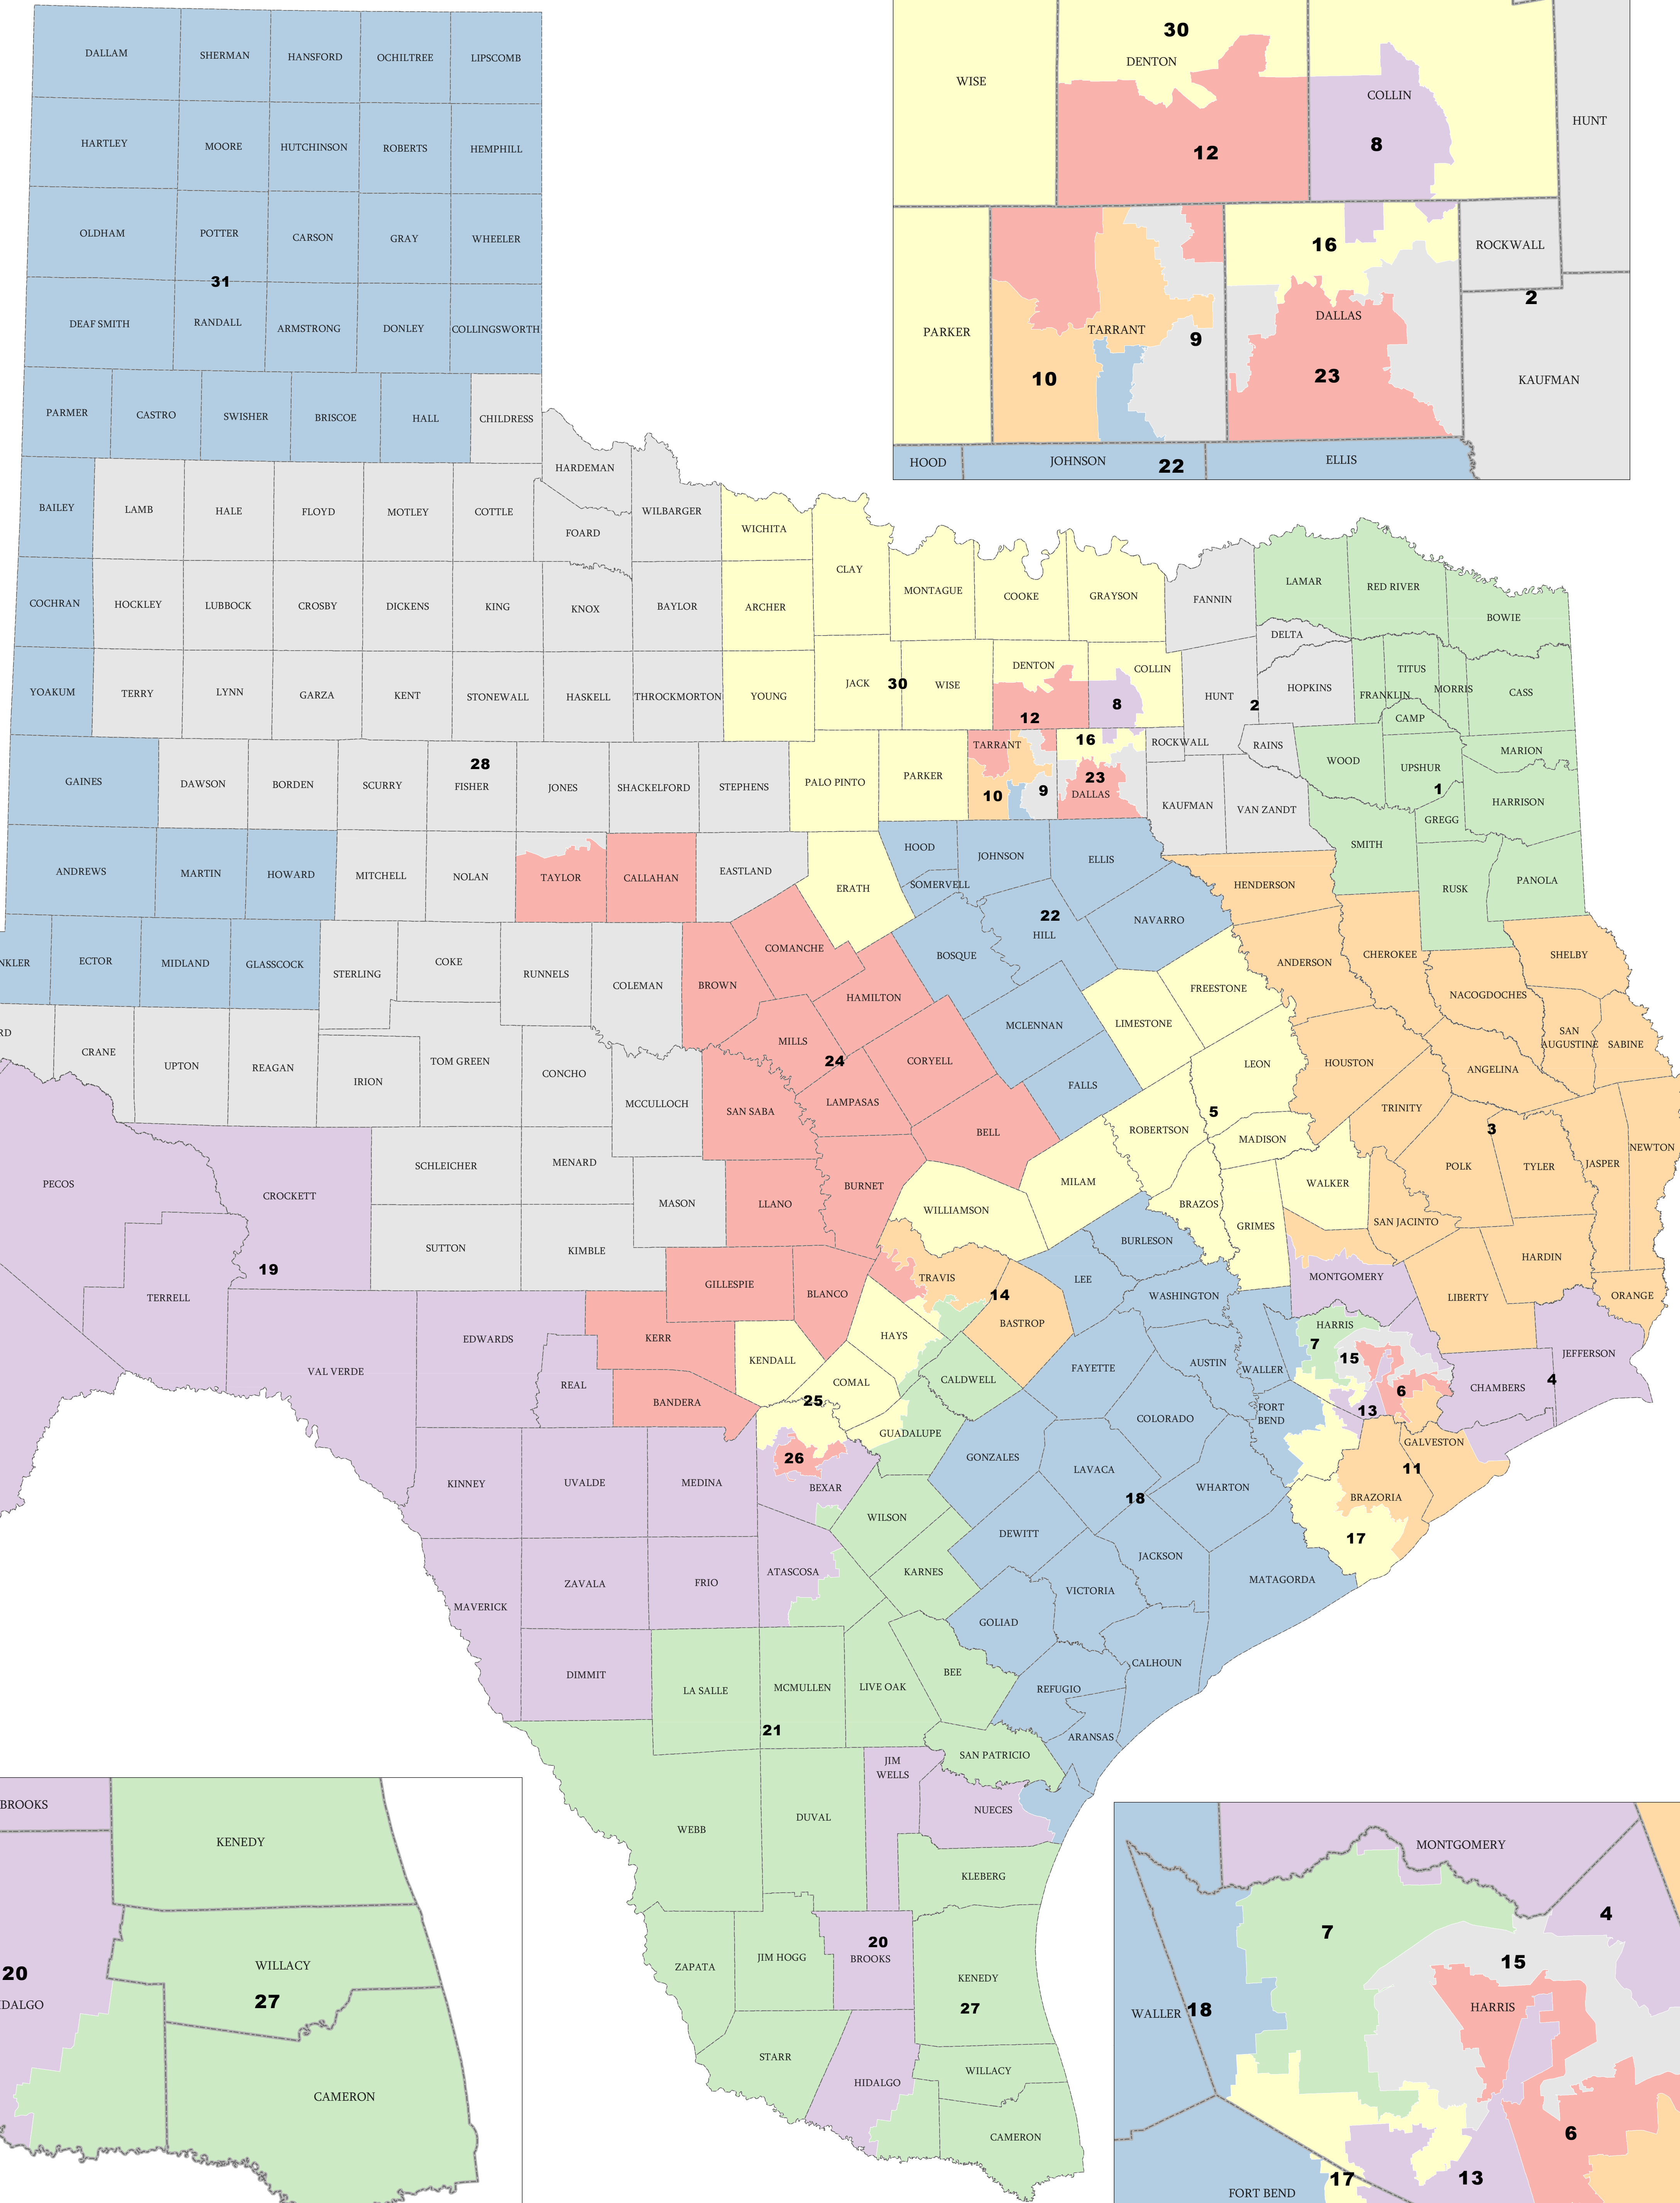 DALLAM
SHERMAN
HANSFORD
OCHILTREE
LIPSCOMB
HARTLEY
MOORE
HUTCHINSON
ROBERTS
HEMPHILL
OLDHAM
POTTER
CARSON
GRAY
WHEELER
31
DEAF SMITH
RANDALL
ARMSTRONG
DONLEY
COLLINGSWORTH
PARMER
CASTRO
SWISHER
BRISCOE
HALL
CHILDRESS
30
DENTON
WISE
COLLIN
HUNT
12
8
16
ROCKWALL
2
PARKER
TARRANT
DALLAS
9
10
23
KAUFMAN
HOOD
JOHNSON
22
ELLIS
HARDEMAN
BAILEY
LAMB
HALE
FLOYD
MOTLEY
COTTLE
FOARD
WILBARGER
WICHITA
CLAY
COCHRAN
HOCKLEY
LUBBOCK
CROSBY
DICKENS
KING
KNOX
BAYLOR
ARCHER
MONTAGUE
COOKE
GRAYSON
FANNIN
LAMAR
RED RIVER
BOWIE
DELTA
YOAKUM
TERRY
LYNN
GARZA
KENT
STONEWALL
HASKELL
THROCKMORTON
YOUNG
JACK
30
WISE
DENTON
COLLIN
12
8
HUNT
2
HOPKINS
FRANKLIN
TITUS
MORRIS
CASS
CAMP
GAINES
DAWSON
BORDEN
SCURRY
28
FISHER
JONES
SHACKELFORD
STEPHENS
PALO PINTO
PARKER
TARRANT
10
9
16
23
DALLAS
ROCKWALL
RAINS
KAUFMAN
VAN ZANDT
WOOD
UPSHUR
1
MARION
HARRISON
GREGG
SMITH
RUSK
PANOLA
ANDREWS
MARTIN
HOWARD
MITCHELL
NOLAN
TAYLOR
CALLAHAN
EASTLAND
ERATH
HOOD
SOMERVELL
JOHNSON
ELLIS
22
HILL
NAVARRO
HENDERSON
NKLER
ECTOR
MIDLAND
GLASSCOCK
STERLING
COKE
RUNNELS
COLEMAN
BROWN
COMANCHE
HAMILTON
BOSQUE
MCLENNAN
LIMESTONE
FREESTONE
ANDERSON
CHEROKEE
NACOGDOCHES
SHELBY
RD
CRANE
UPTON
REAGAN
IRION
TOM GREEN
CONCHO
MCCULLOCH
SAN SABA
MILLS
24
LAMPASAS
CORYELL
FALLS
BELL
LEON
5
ROBERTSON
MADISON
HOUSTON
ANGELINA
SAN
AUGUSTINE
SABINE
TRINITY
3
POLK
TYLER
JASPER
NEWTON
PECOS
CROCKETT
SCHLEICHER
MENARD
MASON
LLANO
BURNET
WILLIAMSON
MILAM
BRAZOS
GRIMES
WALKER
SAN JACINTO
HARDIN
19
TERRELL
SUTTON
KIMBLE
GILLESPIE
BLANCO
TRAVIS
14
BASTROP
LEE
BURLESON
WASHINGTON
MONTGOMERY
LIBERTY
ORANGE
VAL VERDE
EDWARDS
REAL
KERR
BANDERA
KENDALL
HAYS
COMAL
25
CALDWELL
FAYETTE
AUSTIN
WALLER
HARRIS
7
15
6
13
CHAMBERS
4
JEFFERSON
KINNEY
UVALDE
MEDINA
26
BEXAR
GUADALUPE
GONZALES
LAVACA
COLORADO
FORT
BEND
WHARTON
GALVESTON
11
BRAZORIA
17
WILSON
18
DEWITT
JACKSON
MATAGORDA
MAVERICK
ZAVALA
FRIO
ATASCOSA
KARNES
GOLIAD
VICTORIA
DIMMIT
LA SALLE
MCMULLEN
LIVE OAK
BEE
REFUGIO
CALHOUN
ARANSAS
21
SAN PATRICIO
WEBB
DUVAL
JIM
WELLS
NUECES
KLEBERG
ZAPATA
JIM HOGG
20
BROOKS
KENEDY
27
STARR
HIDALGO
WILLACY
CAMERON
BROOKS
KENEDY
20
IDALGO
WILLACY
27
CAMERON
MONTGOMERY
4
7
15
WALLER
18
HARRIS
6
17
13
FORT BEND